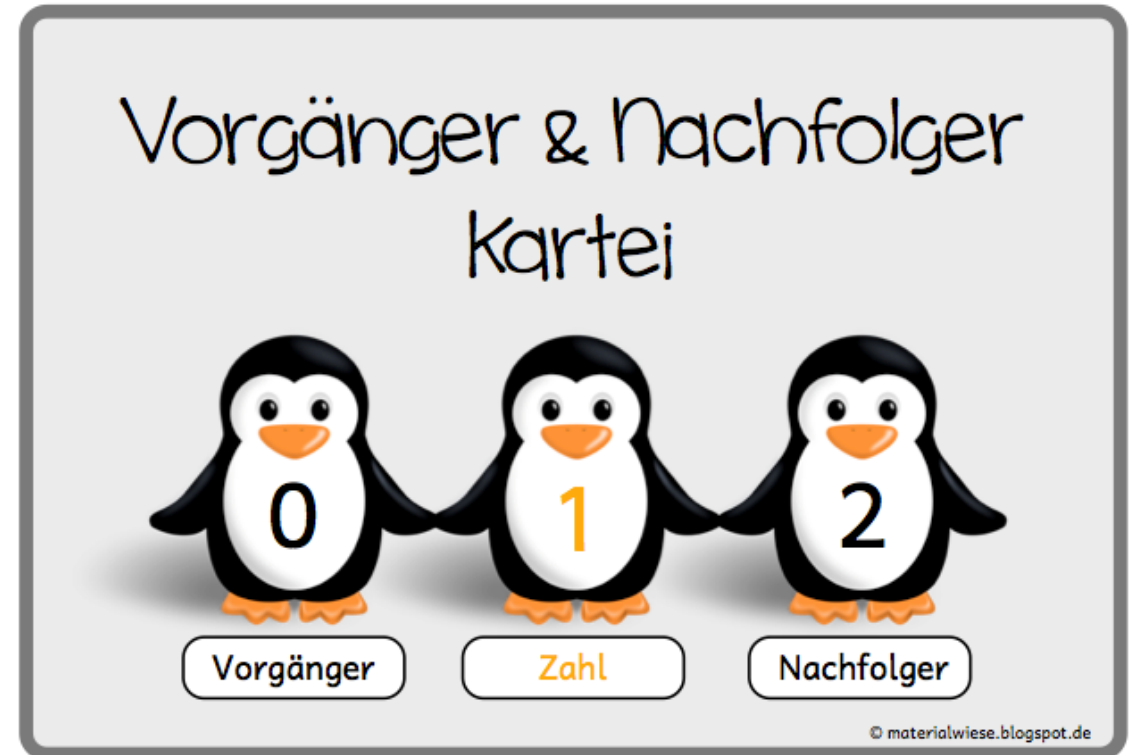 Vorgänger & Nachfolger
Kartei
0 1 2
Vorgänger Zahl Nachfolger
© materialwiese.blogspot.de